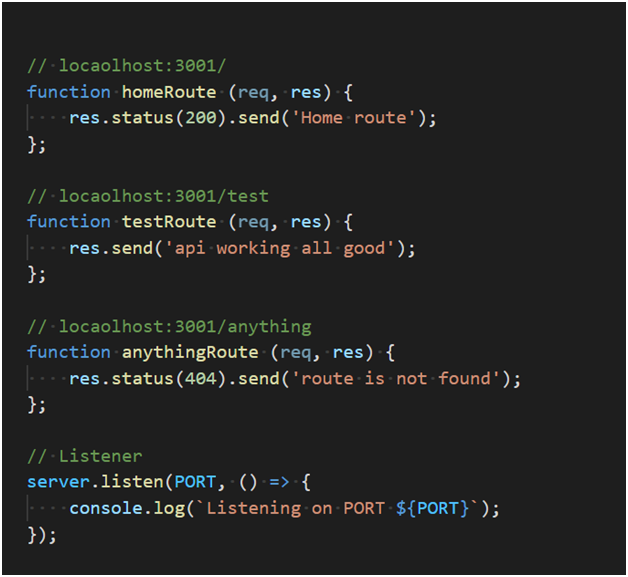 // locaolhost:3001/
function homeRoute (req, res) {
    res.status(200).send('Home route');
};

// locaolhost:3001/test
function testRoute (req, res) {
    res.send('api working all good');
};

// locaolhost:3001/anything
function anythingRoute (req, res) {
    res.status(404).send('route is not found');
};

// Listener
server.listen(PORT, () => {
    console.log(`Listening on PORT ${PORT}`);
});